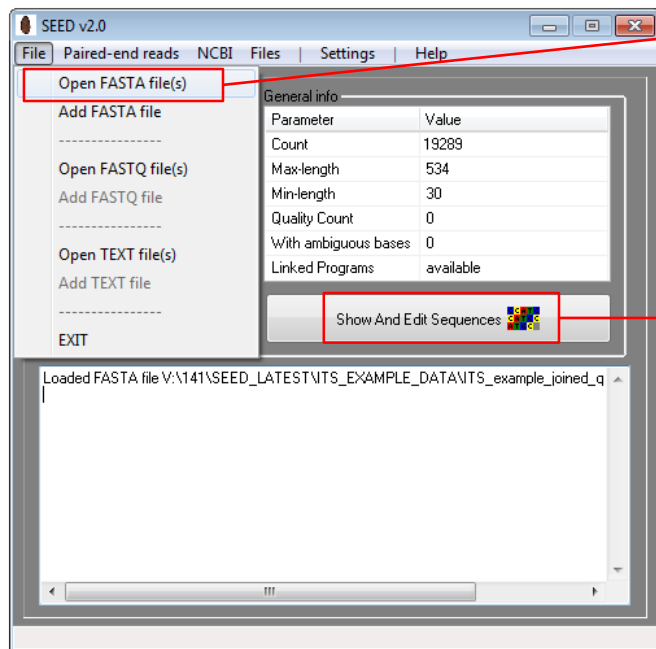 SEED v2.0
File Paired-end reads NCBI Files | Settings | Help
Open FASTA file(s)
Add FASTA file
----------------
Open FASTQ file(s)
Add FASTQ file
----------------
Open TEXT file(s)
Add TEXT file
----------------
EXIT
General info
Parameter Value
Count 19289
Max-length 534
Min-length 30
Quality Count 0
With ambiguous bases 0
Linked Programs available
Show And Edit Sequences
Loaded FASTA file V:\141\SEED_LATEST\ITS_EXAMPLE_DATA\ITS_example_joined_q